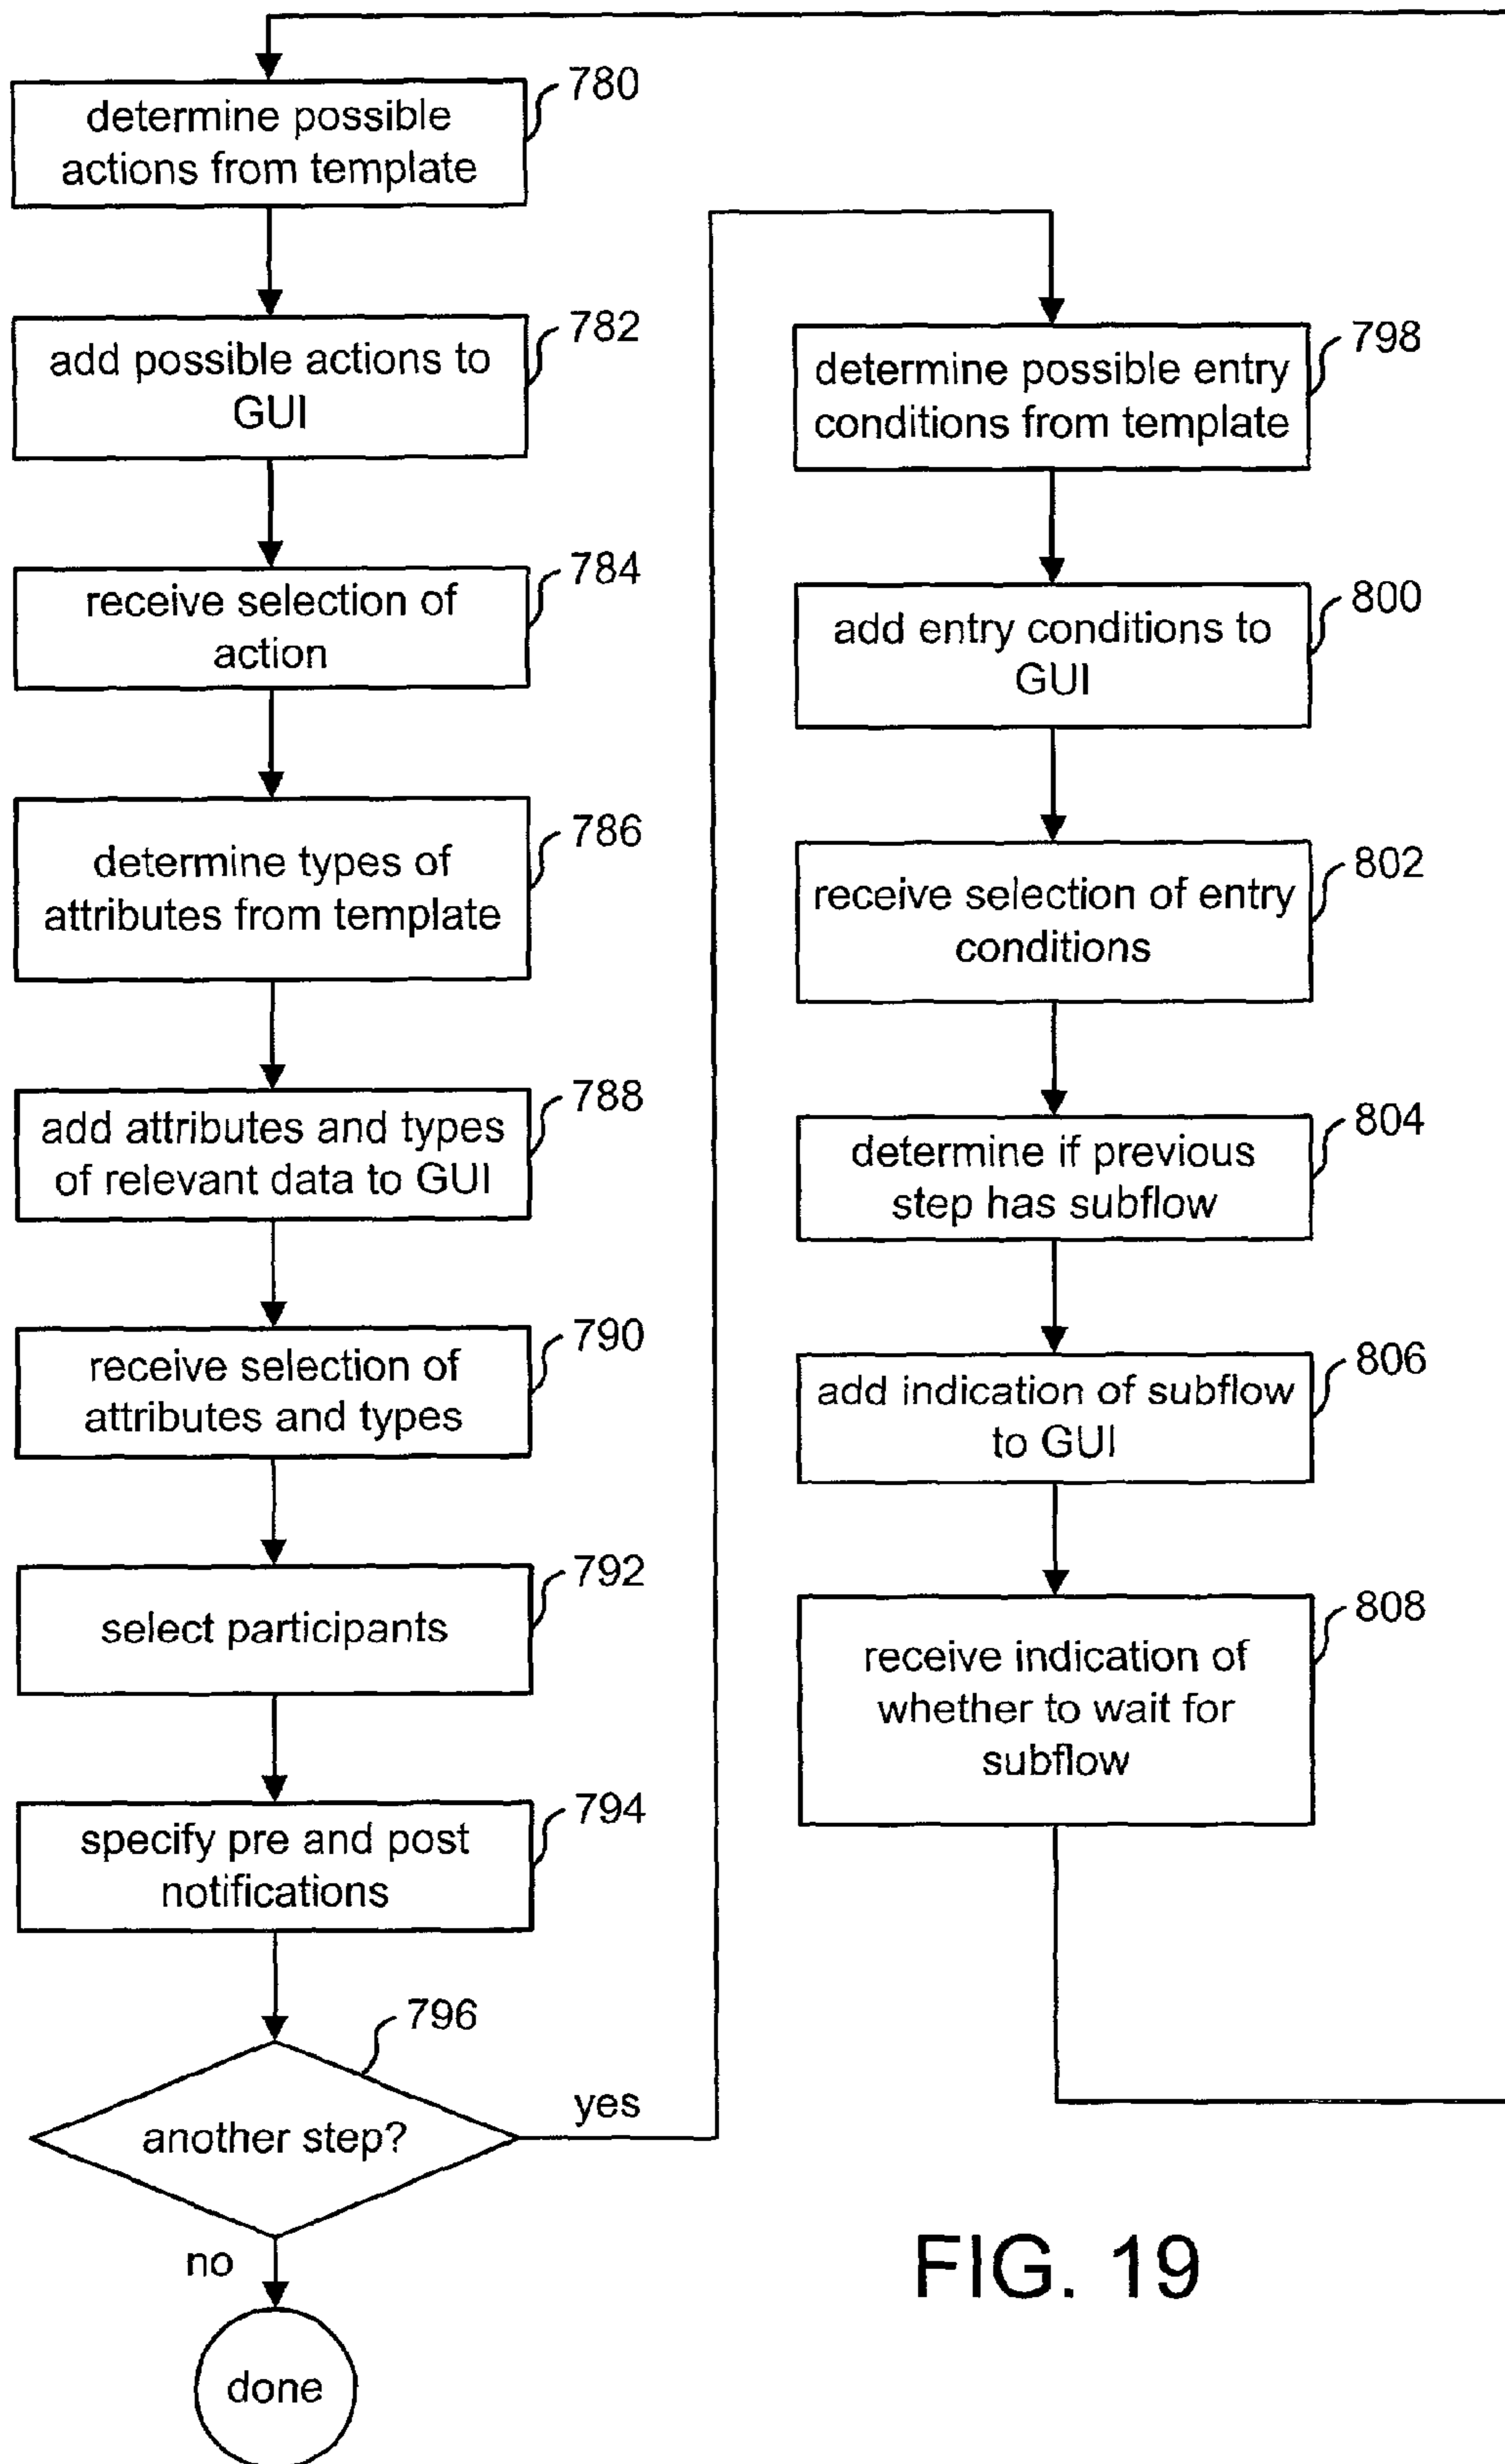 determine possible
actions from template
780
add possible actions to
GUI
782
receive selection of
action
784
determine types of
attributes from template
786
add attributes and types
of relevant data to GUI
788
receive selection of
attributes and types
790
select participants
792
specify pre and post
notifications
794
another step?
796
yes
no
done
determine possible entry
conditions from template
798
add entry conditions to
GUI
800
receive selection of entry
conditions
802
determine if previous
step has subflow
804
add indication of subflow
to GUI
806
receive indication of
whether to wait for
subflow
808
FIG. 19